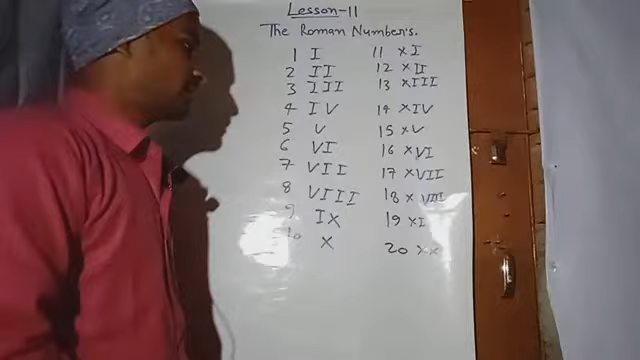 Lesson-11
The Roman Number's.
1 I
2 II
3 III
4 IV
5 V
6 VI
7 VII
8 VIII
9 IX
10 X
11 XI
12 XII
13 XIII
14 XIV
15 XV
16 XVI
17 XVII
18 XVIII
19 XI
20 XX